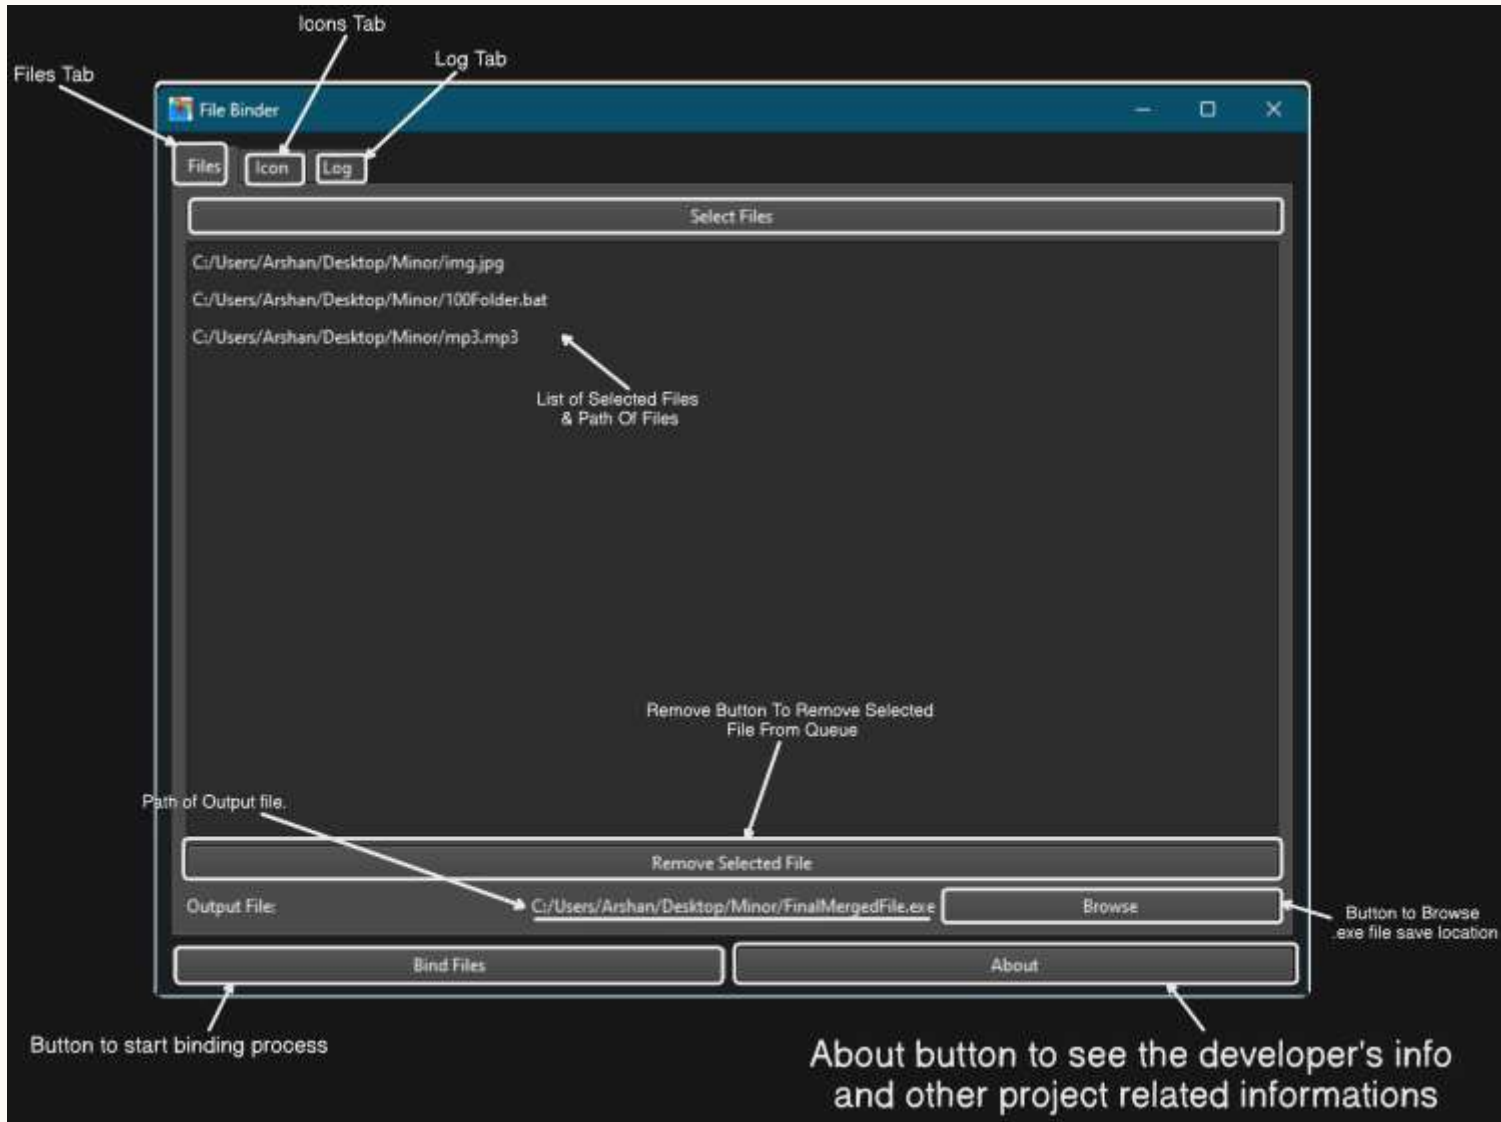 Icons Tab
Log Tab
Files Tab
File Binder
Files
Icon
Log
Select Files
C:/Users/Arshan/Desktop/Minor/img.jpg
C:/Users/Arshan/Desktop/Minor/100Folder.bat
C:/Users/Arshan/Desktop/Minor/mp3.mp3
List of Selected Files
& Path Of Files
Remove Button To Remove Selected
File From Queue
Path of Output file.
Remove Selected File
Output File:
C:/Users/Arshan/Desktop/Minor/FinalMergedFile.exe
Browse
Button to Browse
.exe file save location
Bind Files
About
Button to start binding process
About button to see the developer's info
and other project related informations